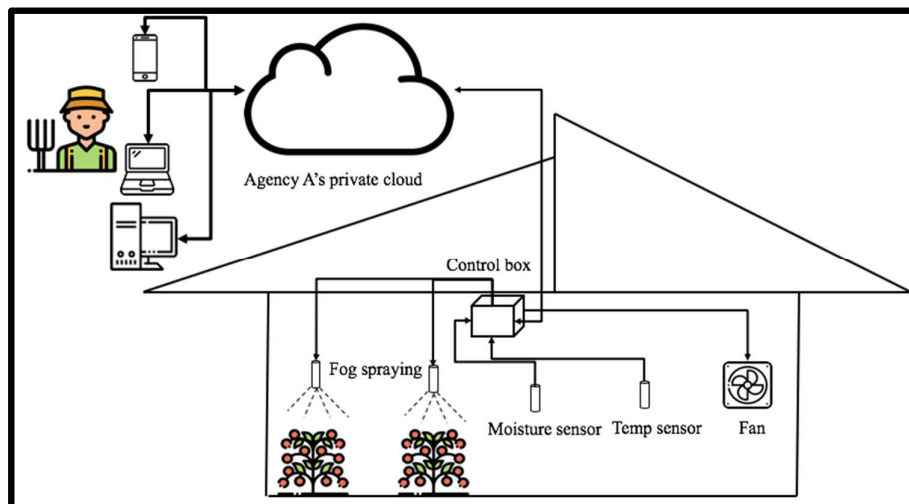 Agency A's private cloud
Control box
Fog spraying
Moisture sensor
Temp sensor
Fan